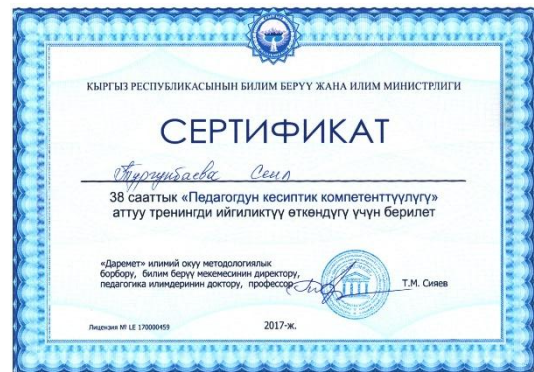 КЫРГЫЗ РЕСПУБЛИКАСЫНЫН БИЛИМ БЕРҮҮ ЖАНА ИЛИМ МИНИСТРЛИГИ
СЕРТИФИКАТ
Тургунбаева Сеил
38 сааттык «Педагогдун кесиптик компетенттүүлүгү»
аттуу тренингди ийгиликтүү өткөндүгү үчүн берилет
«Даремет» илимий окуу методологиялык
борбору, билим берүү мекемесинин директору,
педагогика илимдеринин доктору, профессор
Т.М. Сияев
Лицензия № LE 170000459
2017-ж.